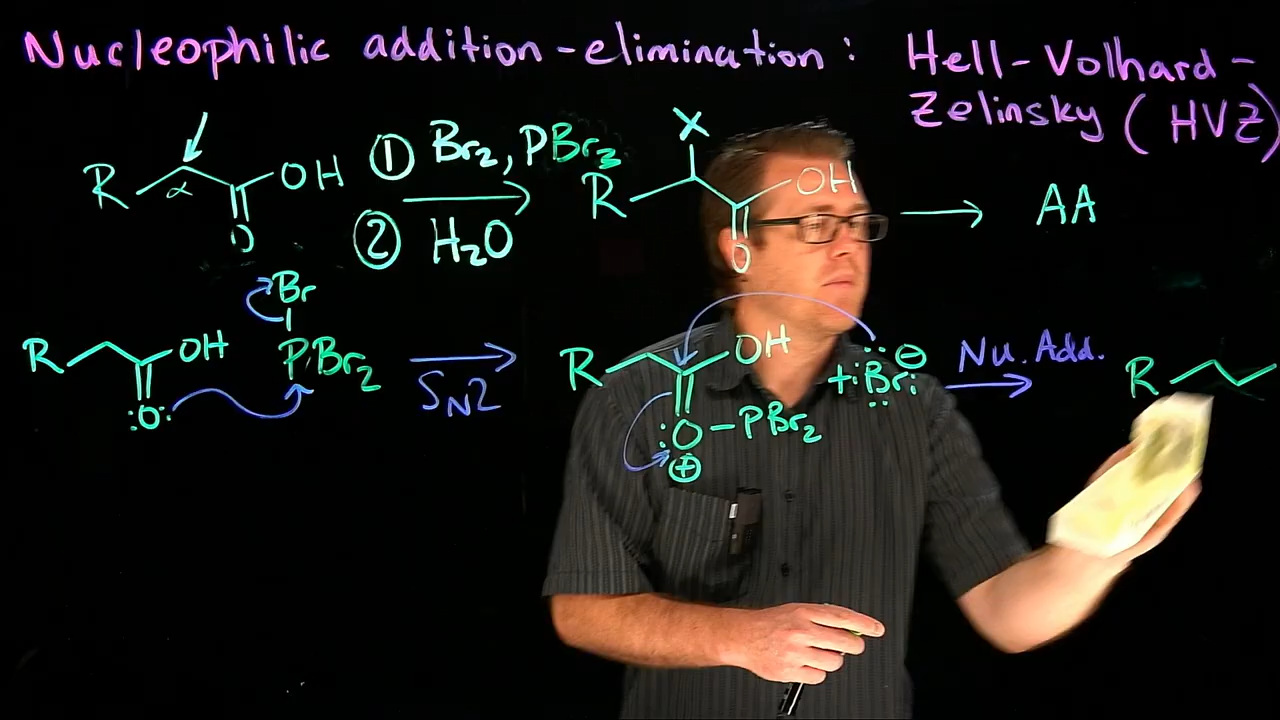 Nucleophilic addition-elimination: Hell-Volhard-
Zelinsky (HVZ)
R α OH O ① Br₂, PBr₃ X R OH O AA
② H₂O
Br
R OH :O: PBr₂ SN2 R OH :O-PBr₂ ⊕ + :Br: ⊖ Nu. Add. R